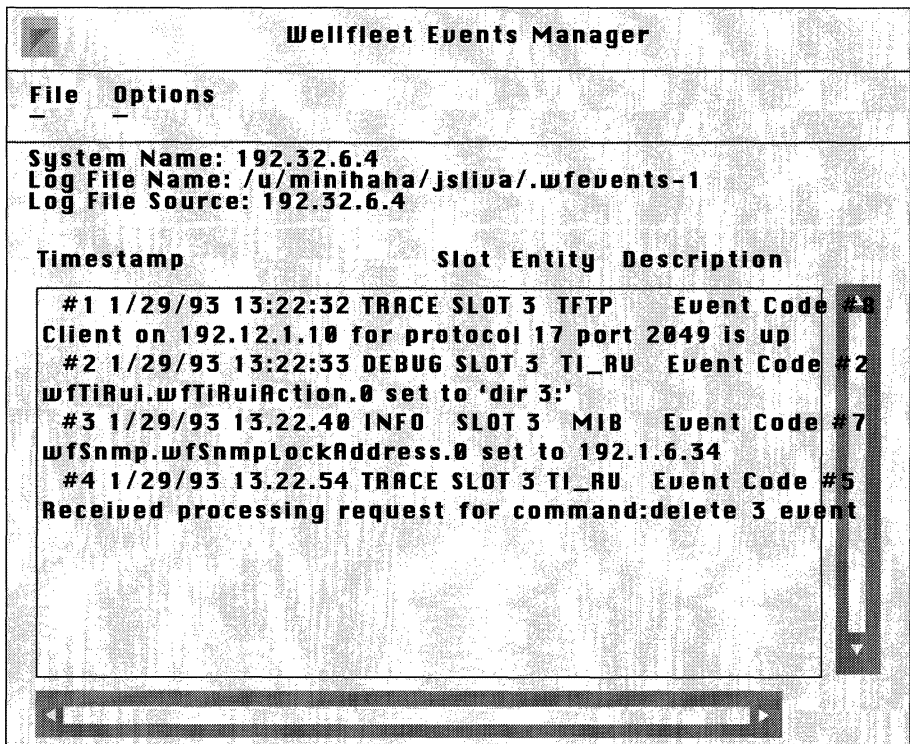 Wellfleet Events Manager
File Options
System Name: 192.32.6.4
Log File Name: /u/minihaha/jsliva/.wfevents-1
Log File Source: 192.32.6.4
Timestamp Slot Entity Description
#1 1/29/93 13:22:32 TRACE SLOT 3 TFTP Event Code #8
Client on 192.12.1.10 for protocol 17 port 2049 is up
#2 1/29/93 13:22:33 DEBUG SLOT 3 TI_RU Event Code #2
wfTiRui.wfTiRuiAction.0 set to ‘dir 3:’
#3 1/29/93 13.22.40 INFO SLOT 3 MIB Event Code #7
wfSnmp.wfSnmpLockAddress.0 set to 192.1.6.34
#4 1/29/93 13.22.54 TRACE SLOT 3 TI_RU Event Code #5
Received processing request for command:delete 3 event